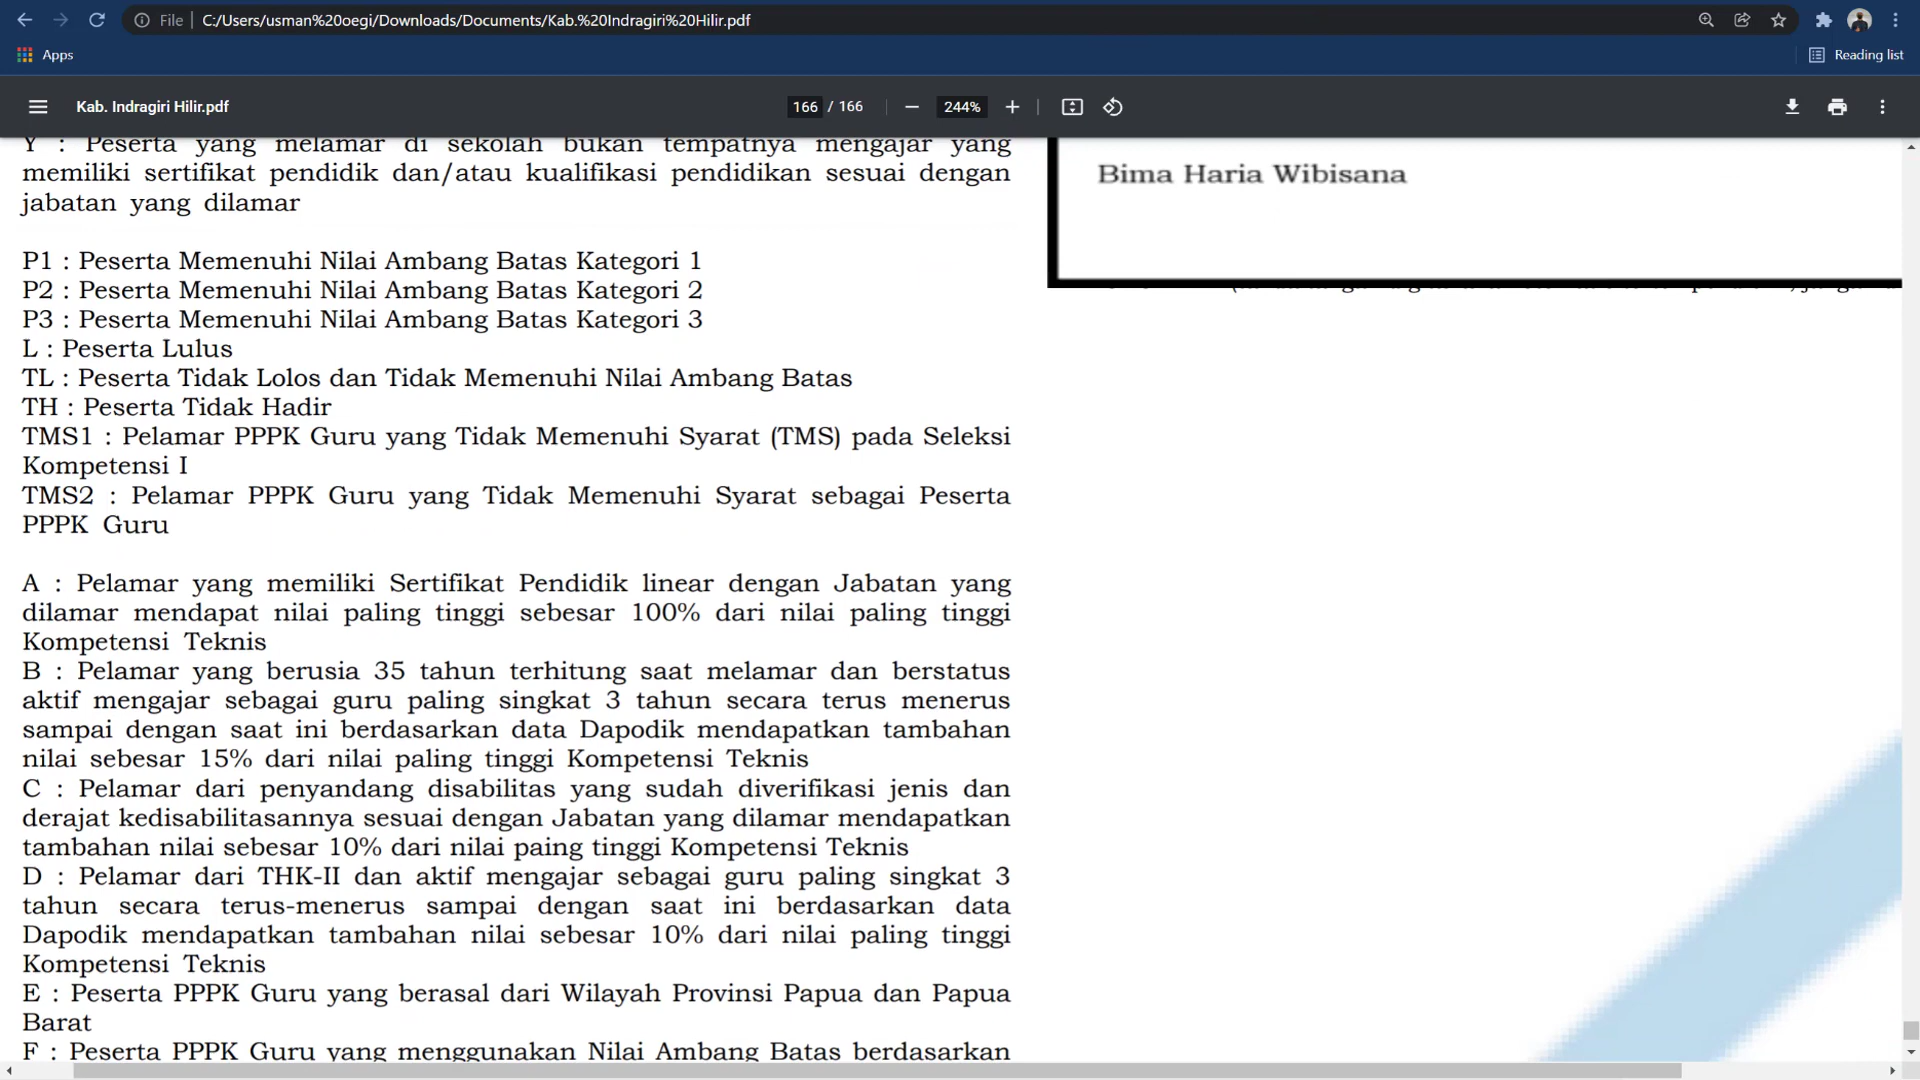 File
C:/Users/usman%20oegi/Downloads/Documents/Kab.%20Indragiri%20Hilir.pdf
Apps
Reading list
Kab. Indragiri Hilir.pdf
166 / 166
244%
Y : Peserta yang melamar di sekolah bukan tempatnya mengajar yang
memiliki sertifikat pendidik dan/atau kualifikasi pendidikan sesuai dengan
jabatan yang dilamar
P1 : Peserta Memenuhi Nilai Ambang Batas Kategori 1
P2 : Peserta Memenuhi Nilai Ambang Batas Kategori 2
P3 : Peserta Memenuhi Nilai Ambang Batas Kategori 3
L : Peserta Lulus
TL : Peserta Tidak Lolos dan Tidak Memenuhi Nilai Ambang Batas
TH : Peserta Tidak Hadir
TMS1 : Pelamar PPPK Guru yang Tidak Memenuhi Syarat (TMS) pada Seleksi
Kompetensi I
TMS2 : Pelamar PPPK Guru yang Tidak Memenuhi Syarat sebagai Peserta
PPPK Guru
A : Pelamar yang memiliki Sertifikat Pendidik linear dengan Jabatan yang
dilamar mendapat nilai paling tinggi sebesar 100% dari nilai paling tinggi
Kompetensi Teknis
B : Pelamar yang berusia 35 tahun terhitung saat melamar dan berstatus
aktif mengajar sebagai guru paling singkat 3 tahun secara terus menerus
sampai dengan saat ini berdasarkan data Dapodik mendapatkan tambahan
nilai sebesar 15% dari nilai paling tinggi Kompetensi Teknis
C : Pelamar dari penyandang disabilitas yang sudah diverifikasi jenis dan
derajat kedisabilitasannya sesuai dengan Jabatan yang dilamar mendapatkan
tambahan nilai sebesar 10% dari nilai paing tinggi Kompetensi Teknis
D : Pelamar dari THK-II dan aktif mengajar sebagai guru paling singkat 3
tahun secara terus-menerus sampai dengan saat ini berdasarkan data
Dapodik mendapatkan tambahan nilai sebesar 10% dari nilai paling tinggi
Kompetensi Teknis
E : Peserta PPPK Guru yang berasal dari Wilayah Provinsi Papua dan Papua
Barat
F : Peserta PPPK Guru yang menggunakan Nilai Ambang Batas berdasarkan
Bima Haria Wibisana